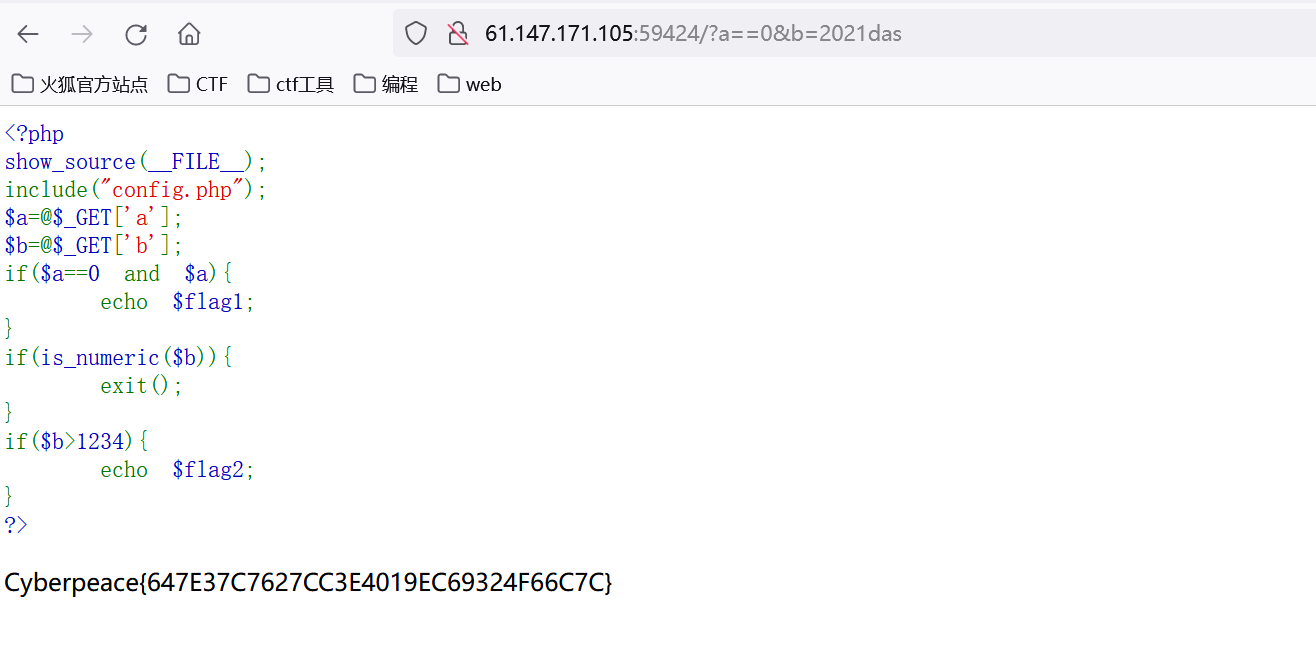 61.147.171.105:59424/?a==0&b=2021das
火狐官方站点 CTF ctf工具 编程 web
<?php
show_source(__FILE__);
include("config.php");
$a=@$_GET['a'];
$b=@$_GET['b'];
if($a==0 and $a){
echo $flag1;
}
if(is_numeric($b)){
exit();
}
if($b>1234){
echo $flag2;
}
?>
Cyberpeace{647E37C7627CC3E4019EC69324F66C7C}